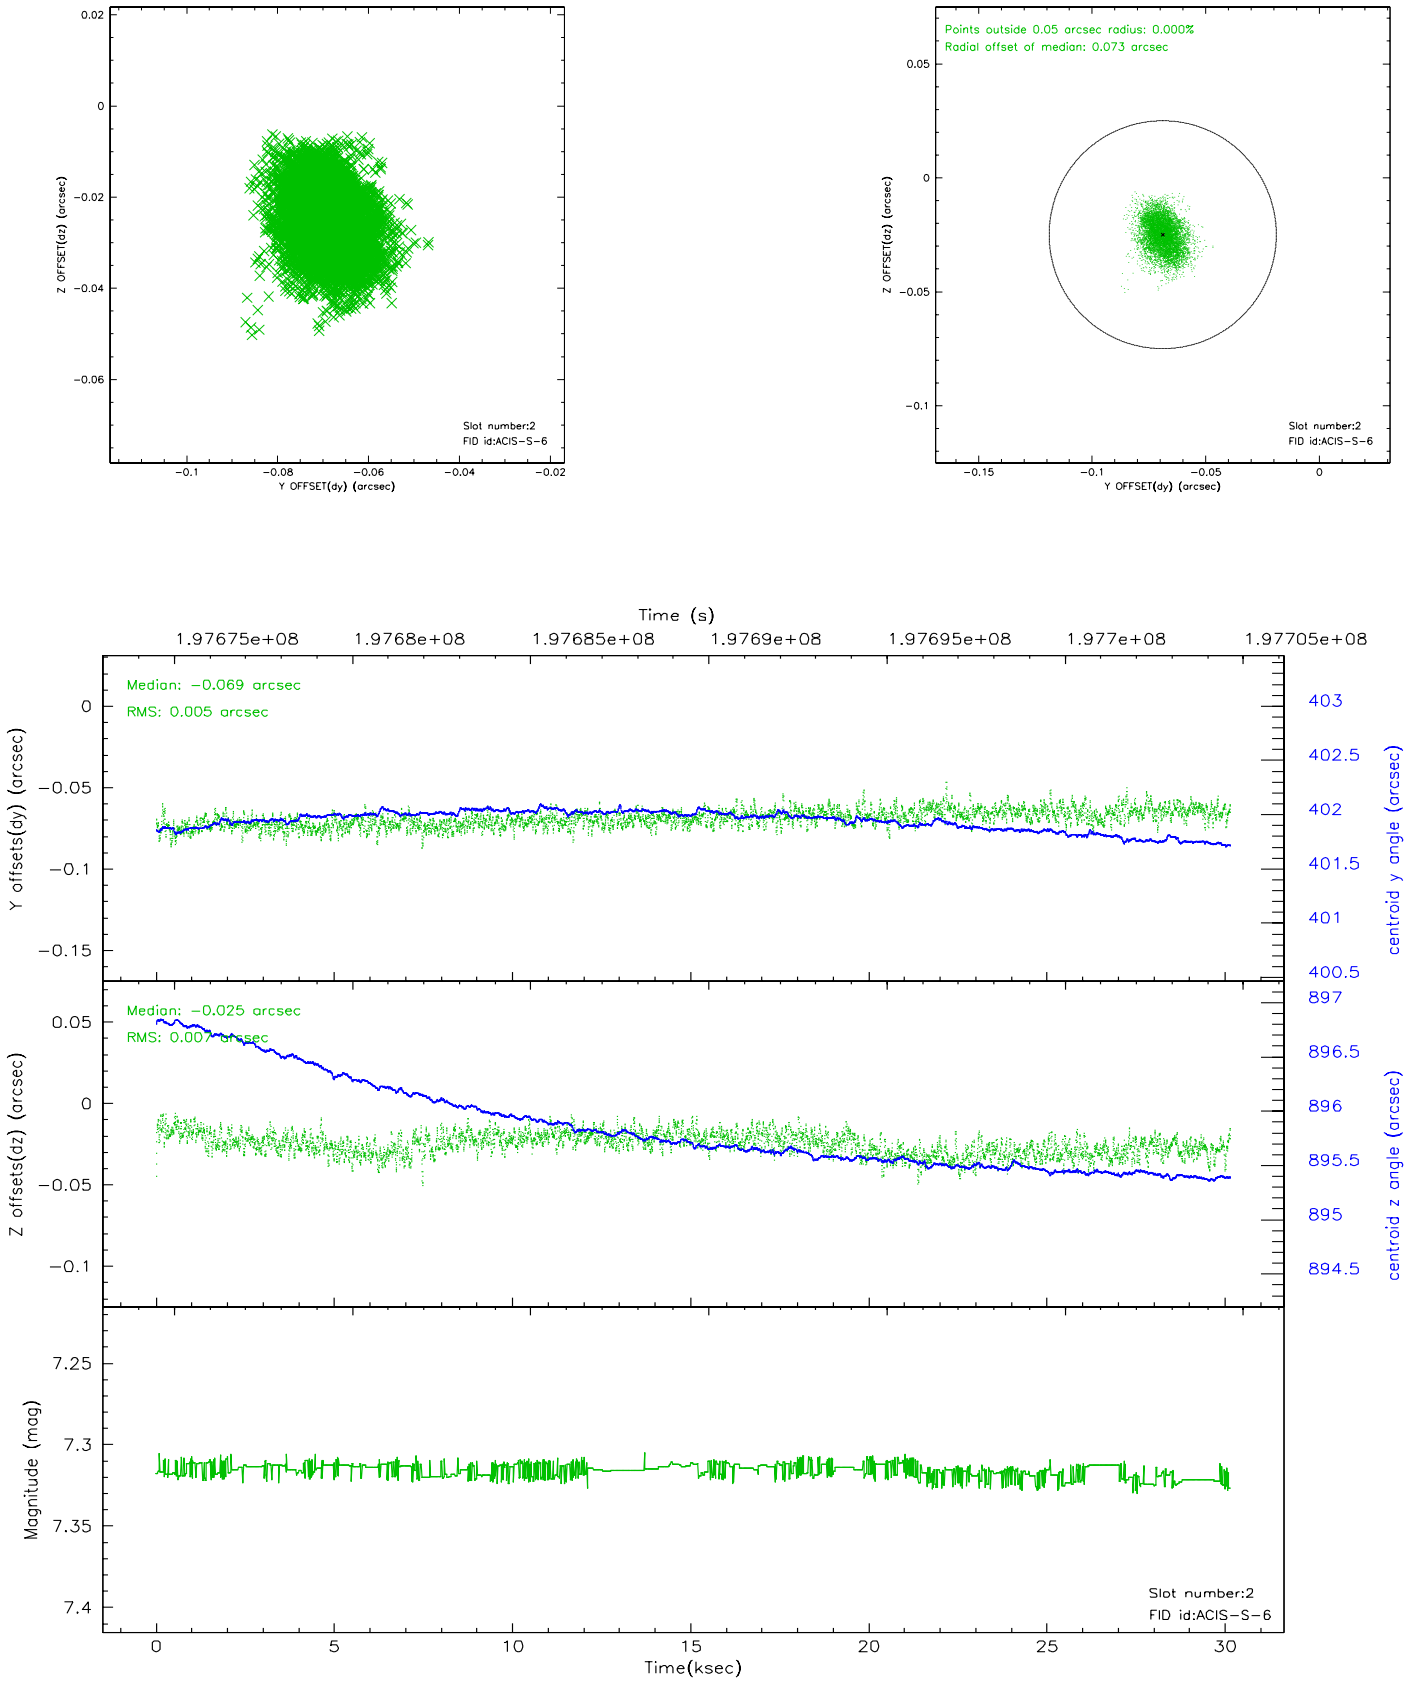 0.02
0
-0.02
-0.04
-0.06
Z OFFSET(dz) (arcsec)
Slot number:2
FID id:ACIS-S-6
-0.1 -0.08 -0.06 -0.04 -0.02
Y OFFSET(dy) (arcsec)
Points outside 0.05 arcsec radius: 0.000%
Radial offset of median: 0.073 arcsec
0.05
0
-0.05
-0.1
Z OFFSET(dz) (arcsec)
Slot number:2
FID id:ACIS-S-6
-0.15 -0.1 -0.05 0
Y OFFSET(dy) (arcsec)
Time (s)
1.97675e+08 1.9768e+08 1.97685e+08 1.9769e+08 1.97695e+08 1.977e+08 1.97705e+08
Median: -0.069 arcsec
RMS: 0.005 arcsec
0
-0.05
-0.1
-0.15
Y offsets(dy) (arcsec)
403
402.5
402
401.5
401
400.5
centroid y angle (arcsec)
Median: -0.025 arcsec
RMS: 0.007 arcsec
0.05
0
-0.05
-0.1
Z offsets(dz) (arcsec)
897
896.5
896
895.5
895
894.5
centroid z angle (arcsec)
7.25
7.3
7.35
7.4
Magnitude (mag)
Slot number:2
FID id:ACIS-S-6
0 5 10 15 20 25 30
Time(ksec)